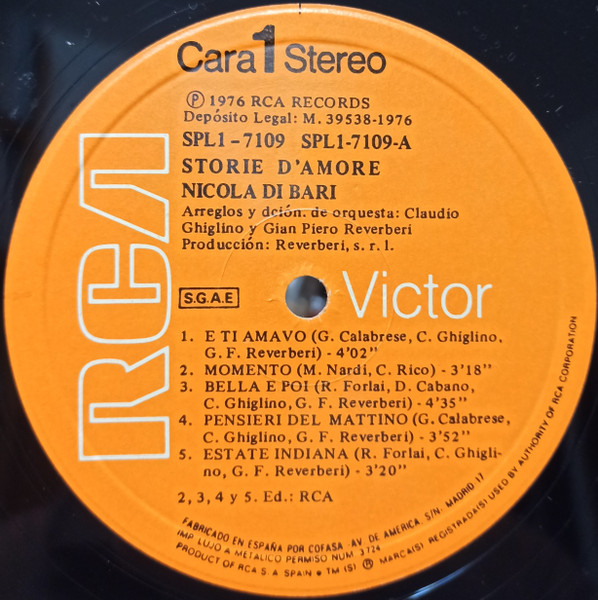 Cara 1 Stereo
Ⓟ 1976 RCA RECORDS
Depósito Legal: M. 39538-1976
SPL1-7109 SPL1-7109-A
STORIE D'AMORE
NICOLA DI BARI
Arreglos y dción. de orquesta: Claudio
Ghiglino y Gian Piero Reverberi
Producción: Reverberi, s. r. l.
RCA
S.G.A.E
Victor
1. E TI AMAVO (G. Calabrese, C. Ghiglino,
G. F. Reverberi) - 4'02"
2. MOMENTO (M. Nardi, C. Rico) - 3'18"
3. BELLA E POI (R. Forlai, D. Cabano,
C. Ghiglino, G. F. Reverberi) - 4'35"
4. PENSIERI DEL MATTINO (G. Calabrese,
C. Ghiglino, G. F. Reverberi) - 3'52"
5. ESTATE INDIANA (R. Forlai, C. Ghigli-
no, G. F. Reverberi) - 3'20"
2, 3, 4 y 5. Ed.: RCA
FABRICADO EN ESPAÑA POR COFASA. AV. DE AMERICA, S/N. MADRID-17
IMP. LUJO A METALICO PERMISO NUM. 3724
PRODUCT OF RCA S. A. SPAIN • TM (S) ® MARCA(S) REGISTRADA(S) USED BY AUTHORITY OF RCA CORPORATION